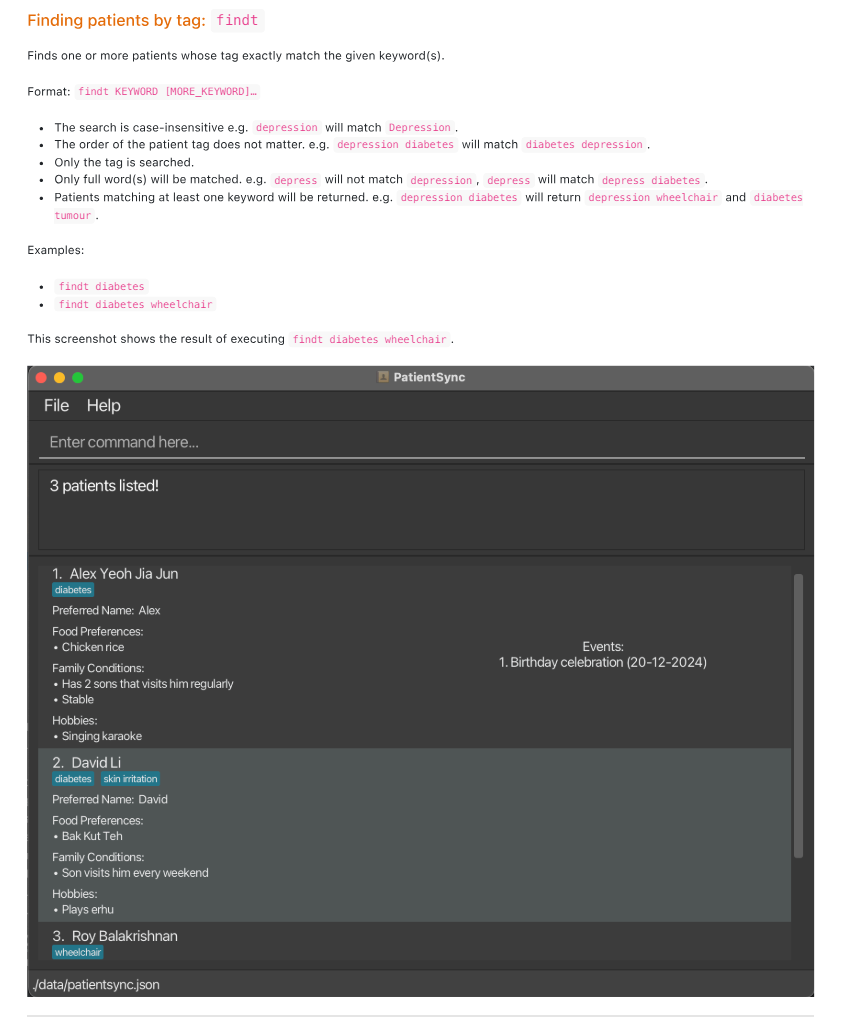 Finding patients by tag: findt
Finds one or more patients whose tag exactly match the given keyword(s).
Format: findt KEYWORD [MORE_KEYWORD]…
• The search is case-insensitive e.g. depression will match Depression .
• The order of the patient tag does not matter. e.g. depression diabetes will match diabetes depression .
• Only the tag is searched.
• Only full word(s) will be matched. e.g. depress will not match depression , depress will match depress diabetes .
• Patients matching at least one keyword will be returned. e.g. depression diabetes will return depression wheelchair and diabetes
tumour .
Examples:
• findt diabetes
• findt diabetes wheelchair
This screenshot shows the result of executing findt diabetes wheelchair .
PatientSync
File Help
Enter command here...
3 patients listed!
1. Alex Yeoh Jia Jun
diabetes
Preferred Name: Alex
Food Preferences:
• Chicken rice
Family Conditions:
• Has 2 sons that visits him regularly
• Stable
Hobbies:
• Singing karaoke
Events:
1. Birthday celebration (20-12-2024)
2. David Li
diabetes skin irritation
Preferred Name: David
Food Preferences:
• Bak Kut Teh
Family Conditions:
• Son visits him every weekend
Hobbies:
• Plays erhu
3. Roy Balakrishnan
wheelchair
./data/patientsync.json